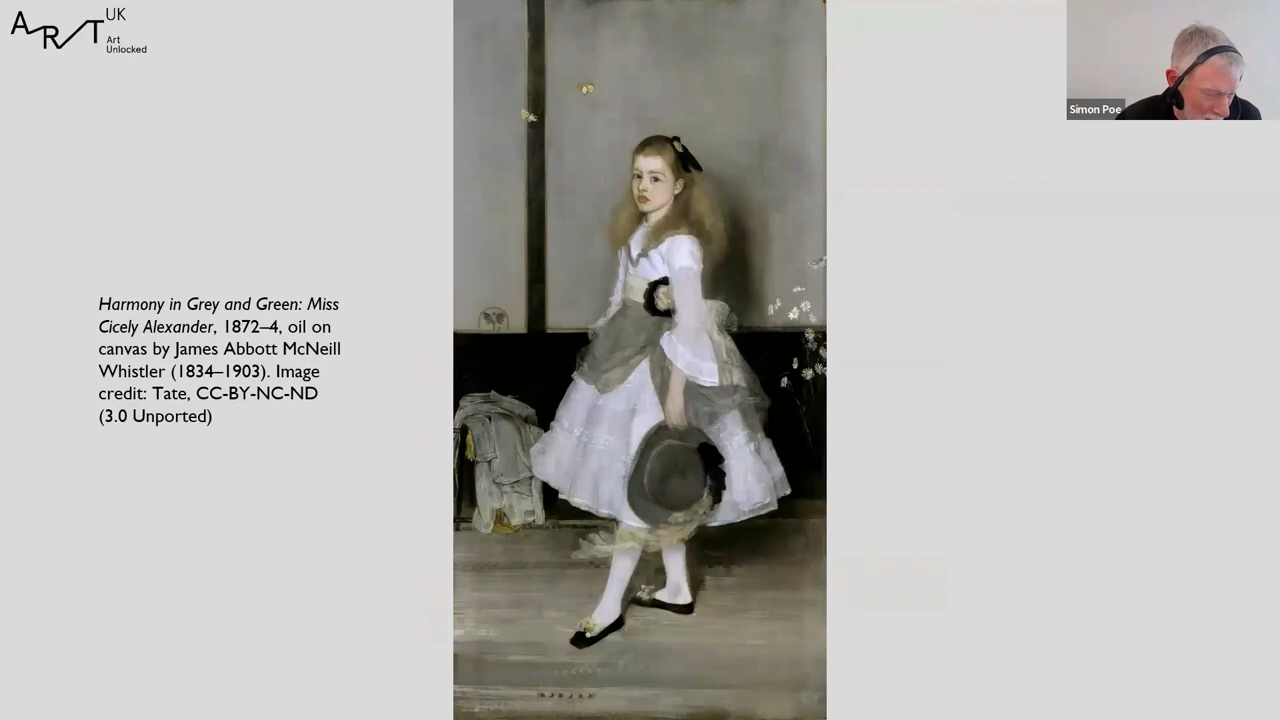 ART UK
Art
Unlocked
Simon Poe
Harmony in Grey and Green: Miss
Cicely Alexander, 1872–4, oil on
canvas by James Abbott McNeill
Whistler (1834–1903). Image
credit: Tate, CC-BY-NC-ND
(3.0 Unported)